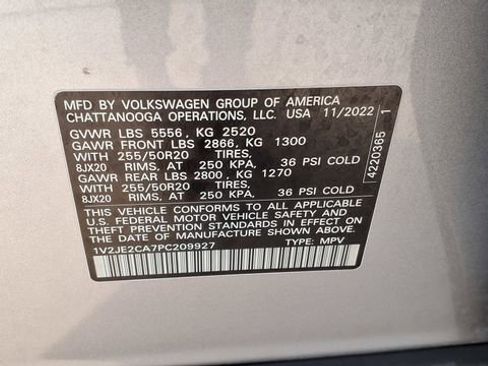 MFD BY VOLKSWAGEN GROUP OF AMERICA
CHATTANOOGA OPERATIONS, LLC. USA 11/2022
GVWR LBS 5556, KG 2520
GAWR FRONT LBS 2866, KG 1300
WITH 255/50R20 TIRES,
8JX20 RIMS, AT 250 KPA, 36 PSI COLD
GAWR REAR LBS 2800, KG 1270
WITH 255/50R20 TIRES,
8JX20 RIMS, AT 250 KPA, 36 PSI COLD
THIS VEHICLE CONFORMS TO ALL APPLICABLE
U.S. FEDERAL MOTOR VEHICLE SAFETY AND
THEFT PREVENTION STANDARDS IN EFFECT ON
THE DATE OF MANUFACTURE SHOWN ABOVE.
1V2JE2CA7PC209927 TYPE: MPV
4220365 1